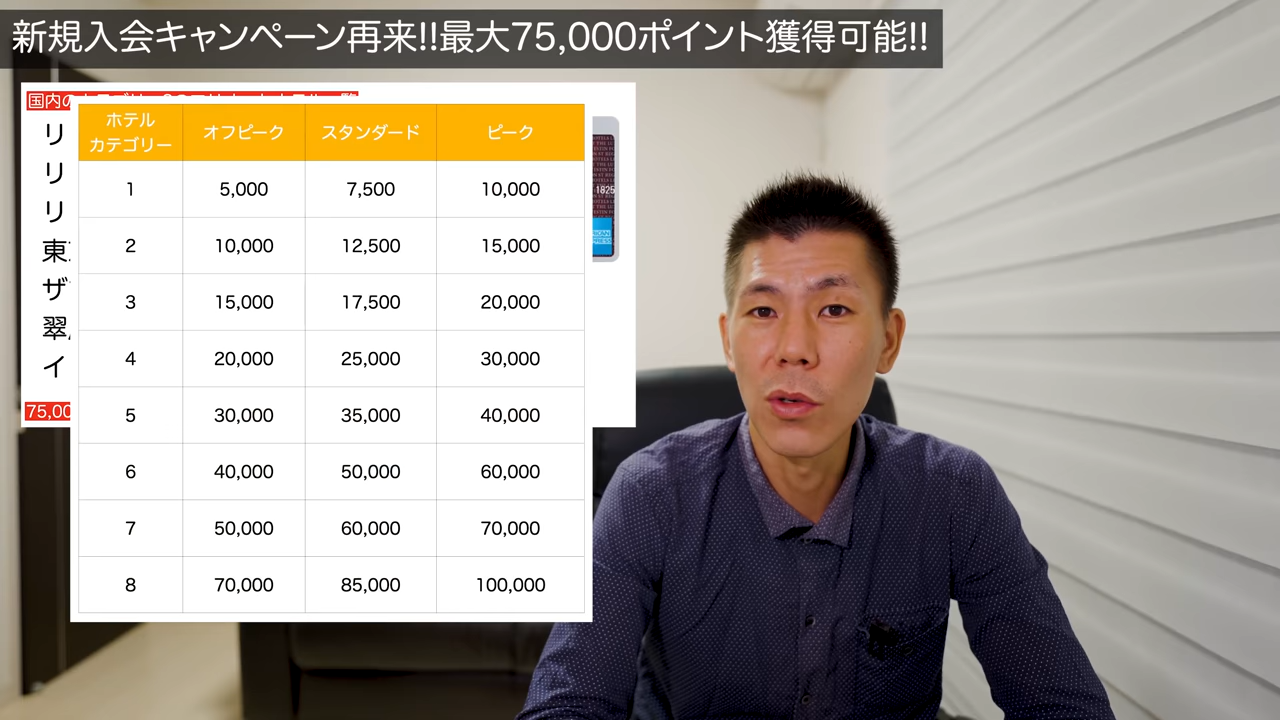 新規入会キャンペーン再来!!最大75,000ポイント獲得可能!!
国内の
リ
リ
リ
東
ザ
翠
イ
75,00
1825
ホテル
カテゴリー オフピーク スタンダード ピーク
1 5,000 7,500 10,000
2 10,000 12,500 15,000
3 15,000 17,500 20,000
4 20,000 25,000 30,000
5 30,000 35,000 40,000
6 40,000 50,000 60,000
7 50,000 60,000 70,000
8 70,000 85,000 100,000